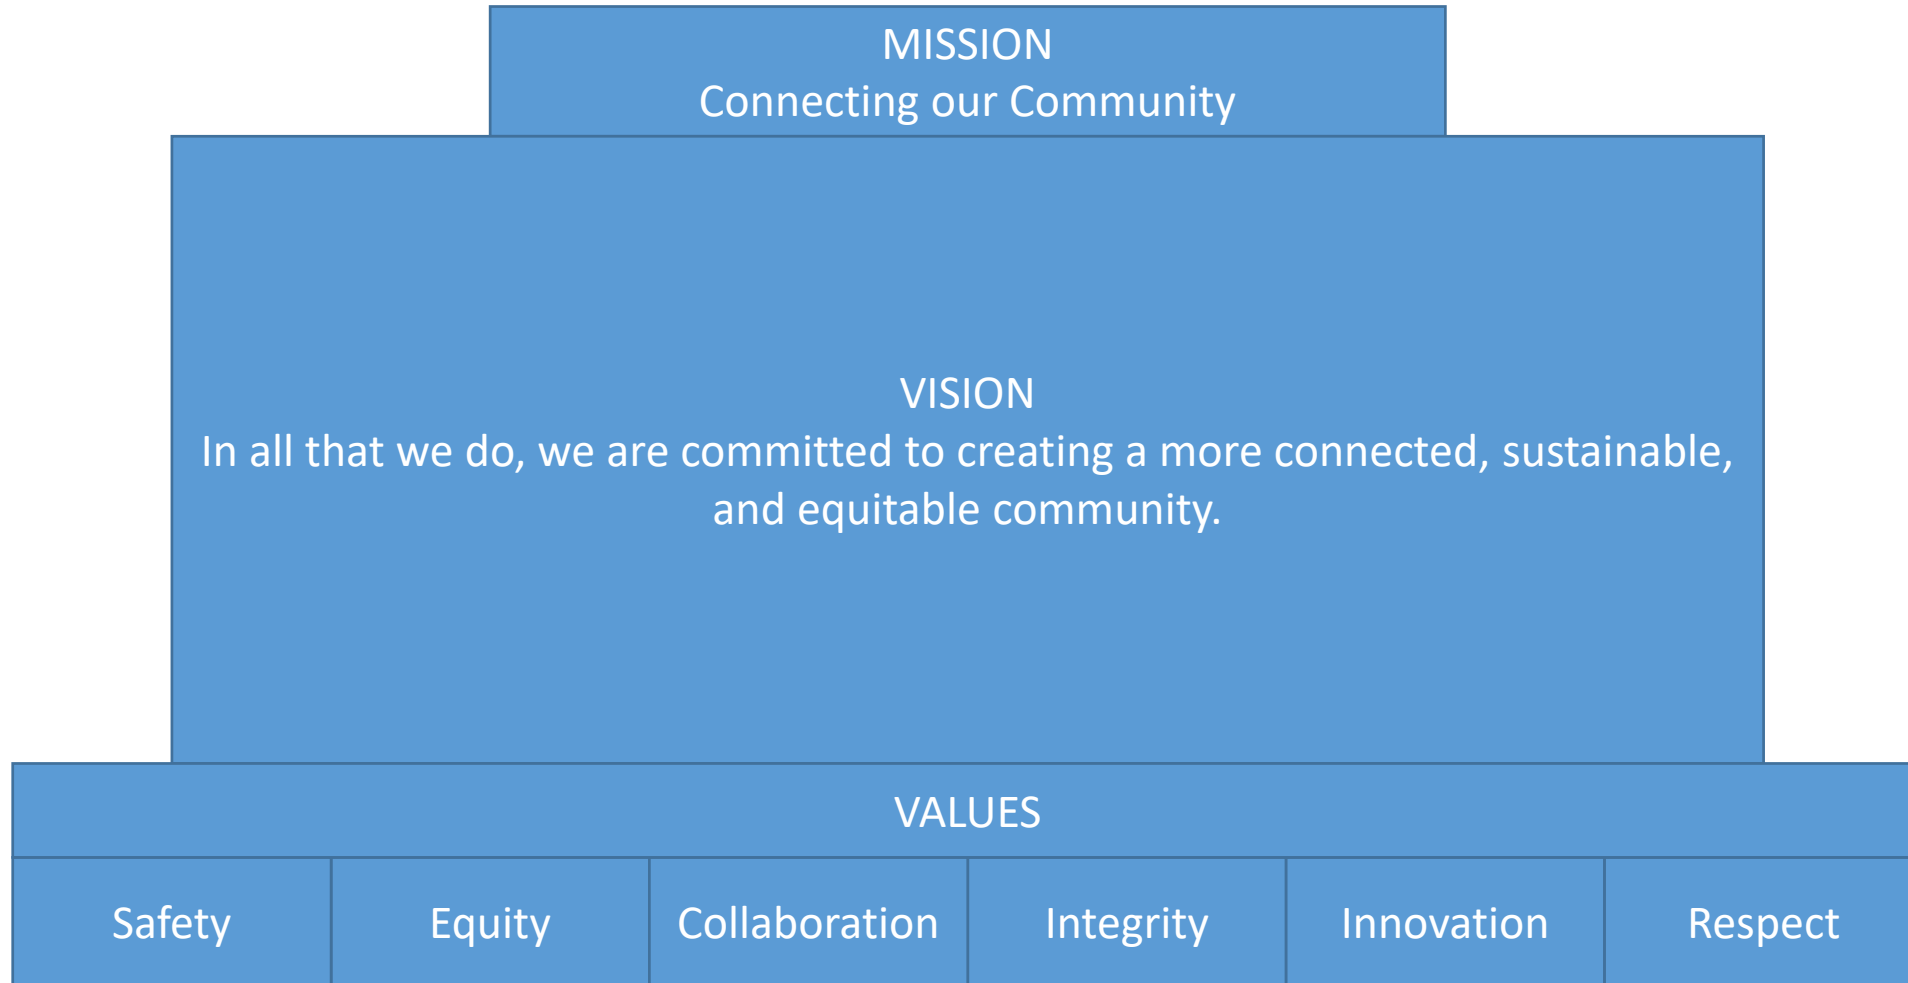 MISSION
Connecting our Community
VISION
In all that we do, we are committed to creating a more connected, sustainable,
and equitable community.
VALUES
Safety
Equity
Collaboration
Integrity
Innovation
Respect